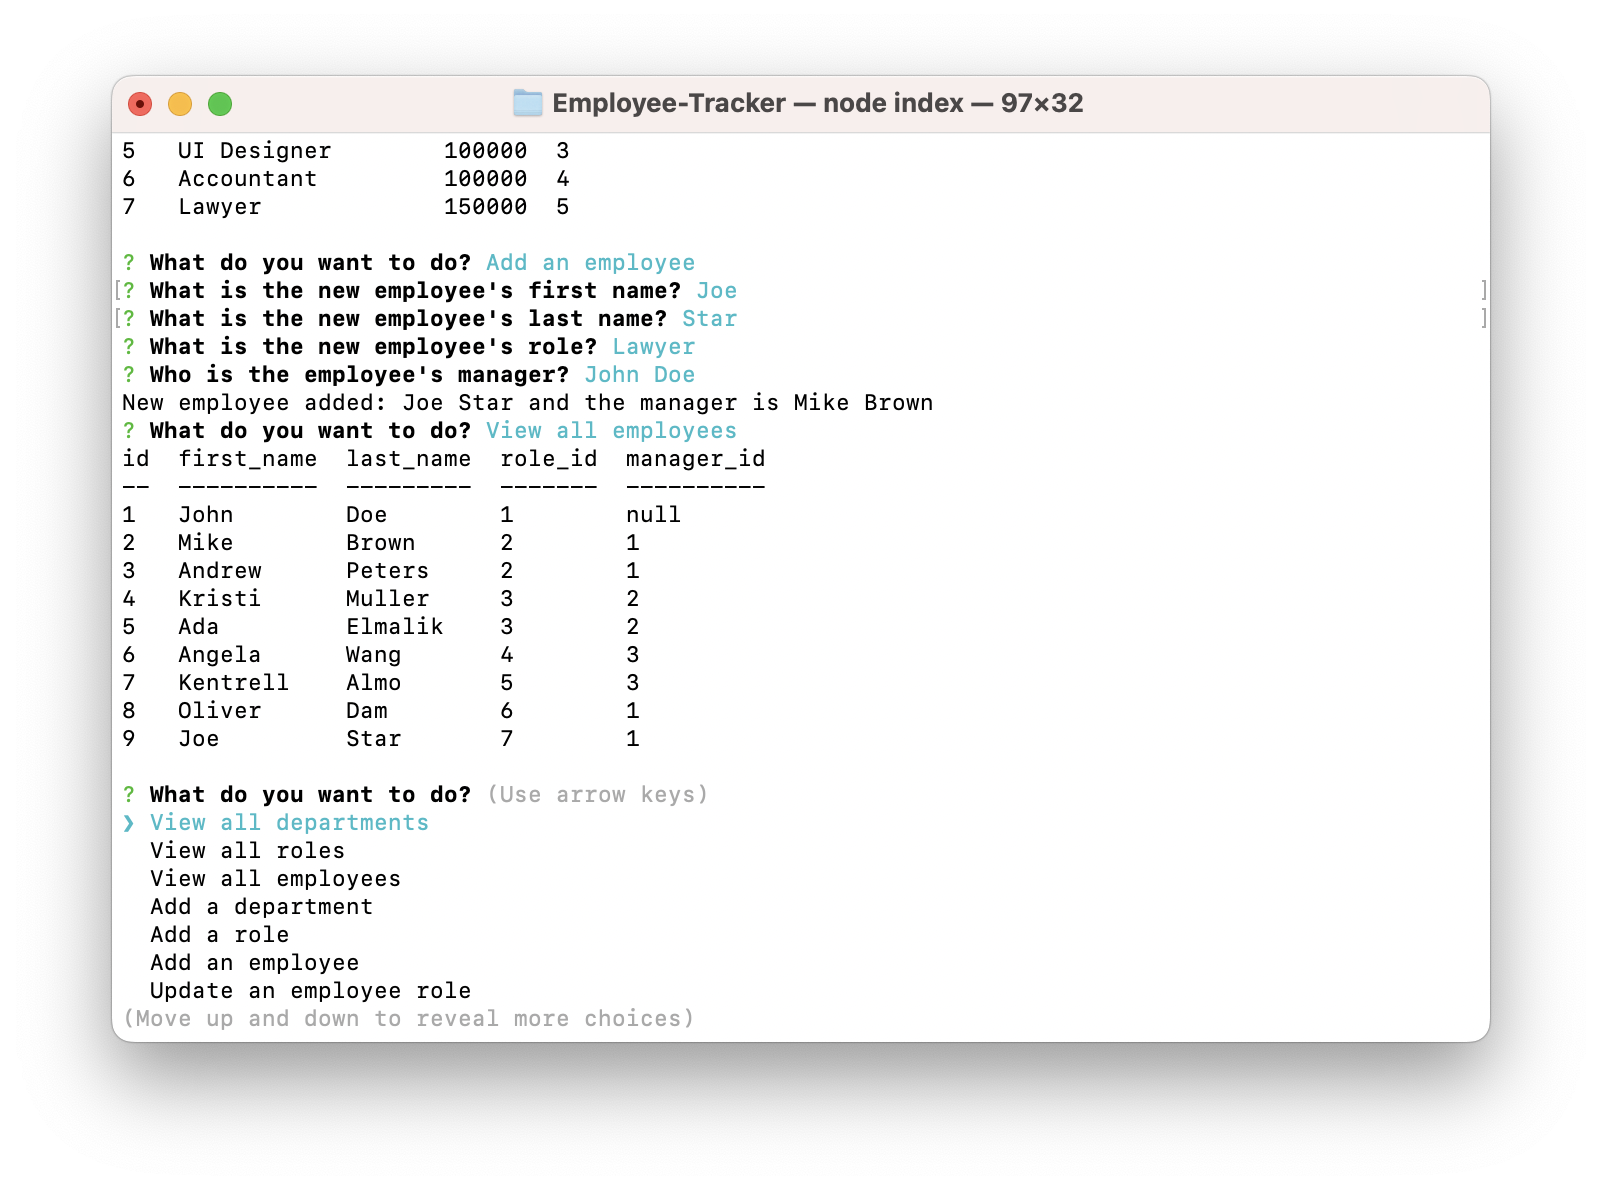 Employee-Tracker — node index — 97×32
5   UI Designer        100000  3
6   Accountant         100000  4
7   Lawyer             150000  5
? What do you want to do? Add an employee
[? What is the new employee's first name? Joe ]
[? What is the new employee's last name? Star ]
? What is the new employee's role? Lawyer
? Who is the employee's manager? John Doe
New employee added: Joe Star and the manager is Mike Brown
? What do you want to do? View all employees
id  first_name  last_name  role_id  manager_id
--  ----------  ---------  -------  ----------
1   John        Doe        1        null
2   Mike        Brown      2        1
3   Andrew      Peters     2        1
4   Kristi      Muller     3        2
5   Ada         Elmalik    3        2
6   Angela      Wang       4        3
7   Kentrell    Almo       5        3
8   Oliver      Dam        6        1
9   Joe         Star       7        1
? What do you want to do? (Use arrow keys)
❯ View all departments
  View all roles
  View all employees
  Add a department
  Add a role
  Add an employee
  Update an employee role
(Move up and down to reveal more choices)